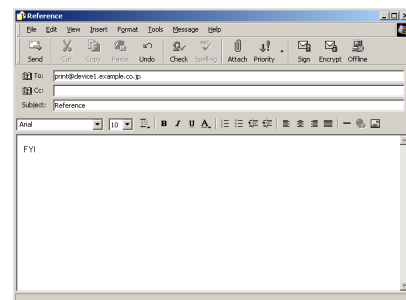 Reference
File Edit View Insert Format Tools Message Help
Send Cut Copy Paste Undo Check Spelling Attach Priority Sign Encrypt Offline
To: print@device1.example.co.jp
Cc:
Subject: Reference
Arial 10 B I U A
FYI